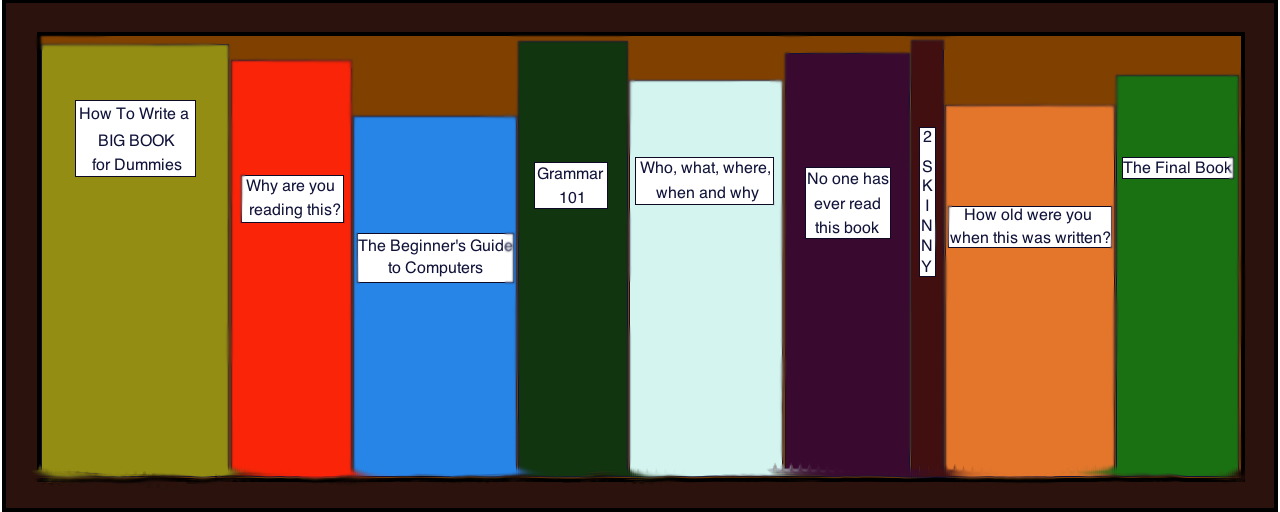 How To Write a
BIG BOOK
for Dummies
Why are you
reading this?
The Beginner's Guide
to Computers
Grammar
101
Who, what, where,
when and why
No one has
ever read
this book
2
S
K
I
N
N
Y
How old were you
when this was written?
The Final Book